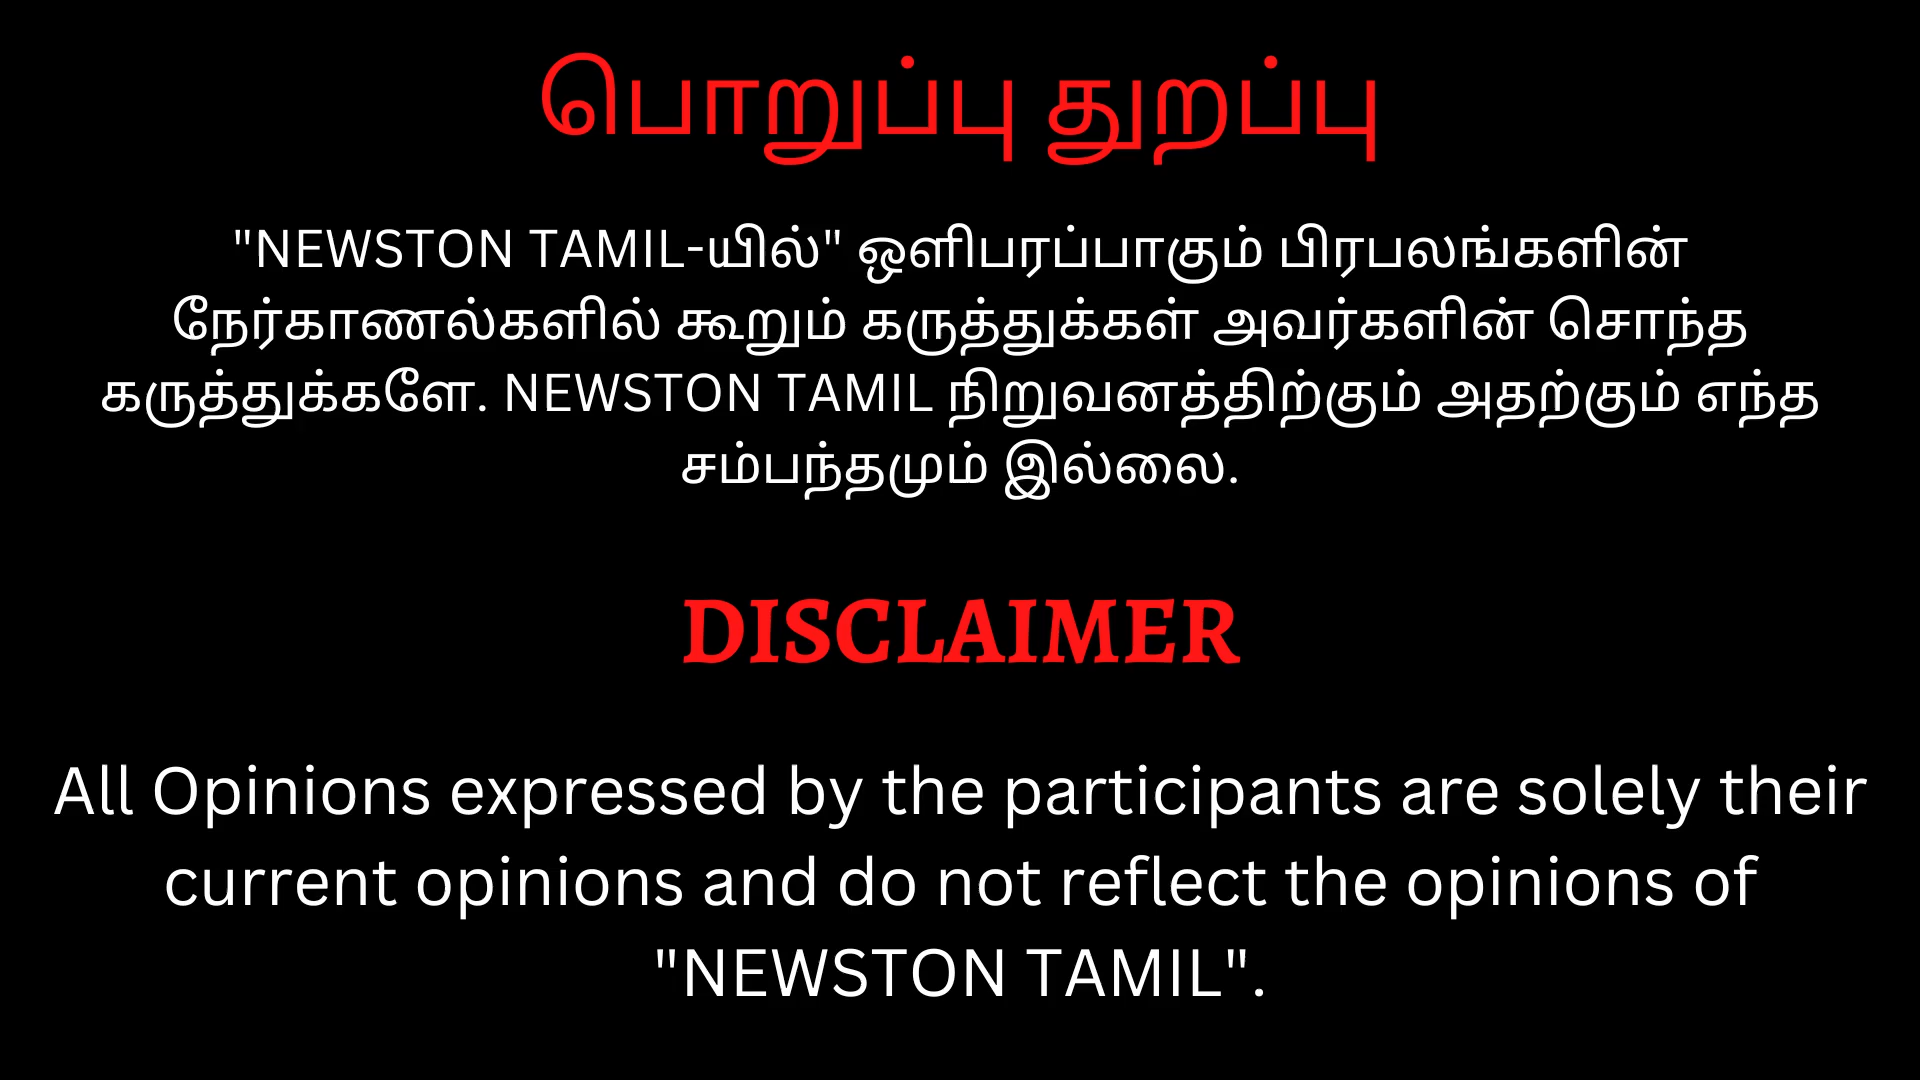 பொறுப்பு துறப்பு
"NEWSTON TAMIL-யில்" ஒளிபரப்பாகும் பிரபலங்களின்
நேர்காணல்களில் கூறும் கருத்துக்கள் அவர்களின் சொந்த
கருத்துக்களே. NEWSTON TAMIL நிறுவனத்திற்கும் அதற்கும் எந்த
சம்பந்தமும் இல்லை.
DISCLAIMER
All Opinions expressed by the participants are solely their
current opinions and do not reflect the opinions of
"NEWSTON TAMIL".